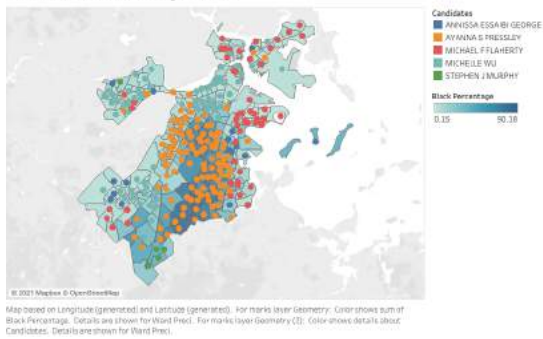 Candidates
ANNISSA ESSAIBI GEORGE
AYANNA S PRESSLEY
MICHAEL F FLAHERTY
MICHELLE WU
STEPHEN J MURPHY
Black Percentage
0.15 90.18
© 2021 Mapbox © OpenStreetMap
Map based on Longitude (generated) and Latitude (generated). For marks layer Geometry: Color shows sum of
Black Percentage. Details are shown for Ward Preci. For marks layer Geometry (2): Color shows details about
Candidates. Details are shown for Ward Preci.